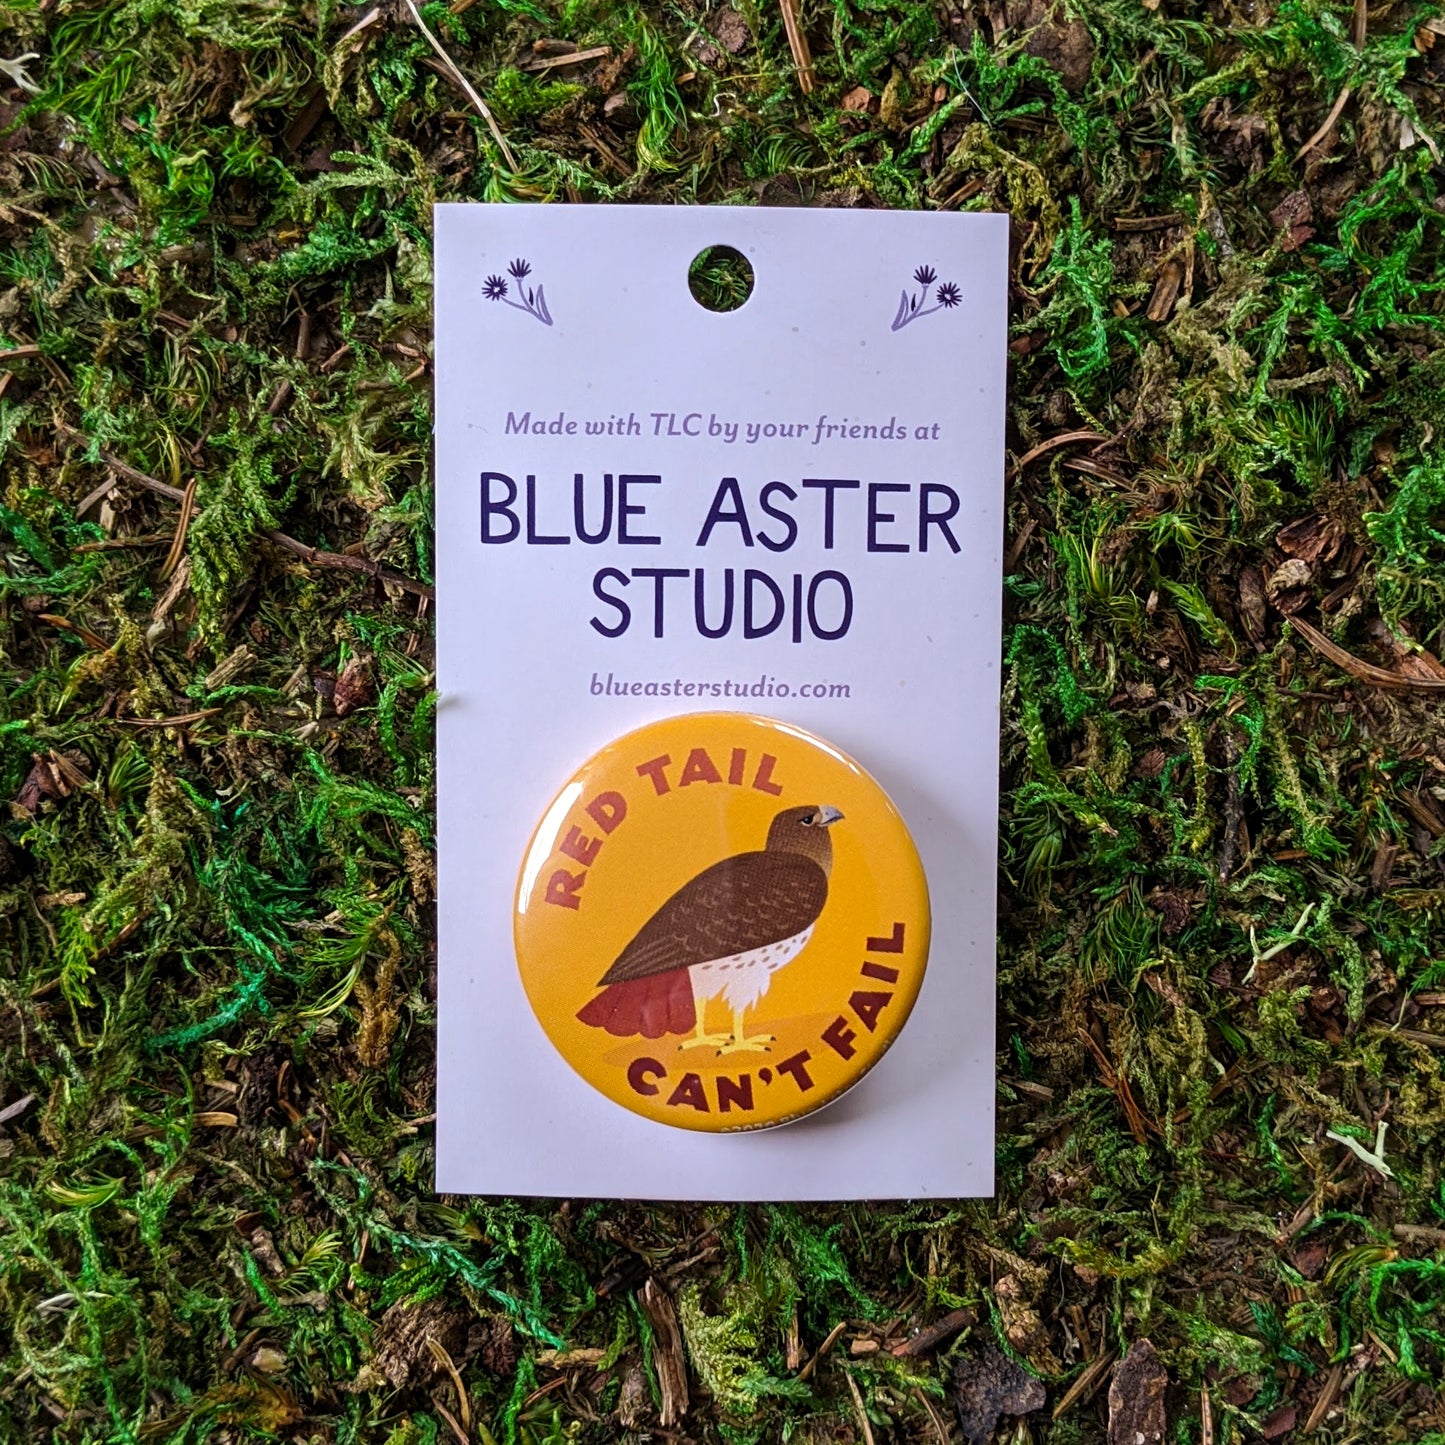 Made with TLC by your friends at
BLUE ASTER
STUDIO
blueasterstudio.com
RED TAIL
CAN'T FAIL